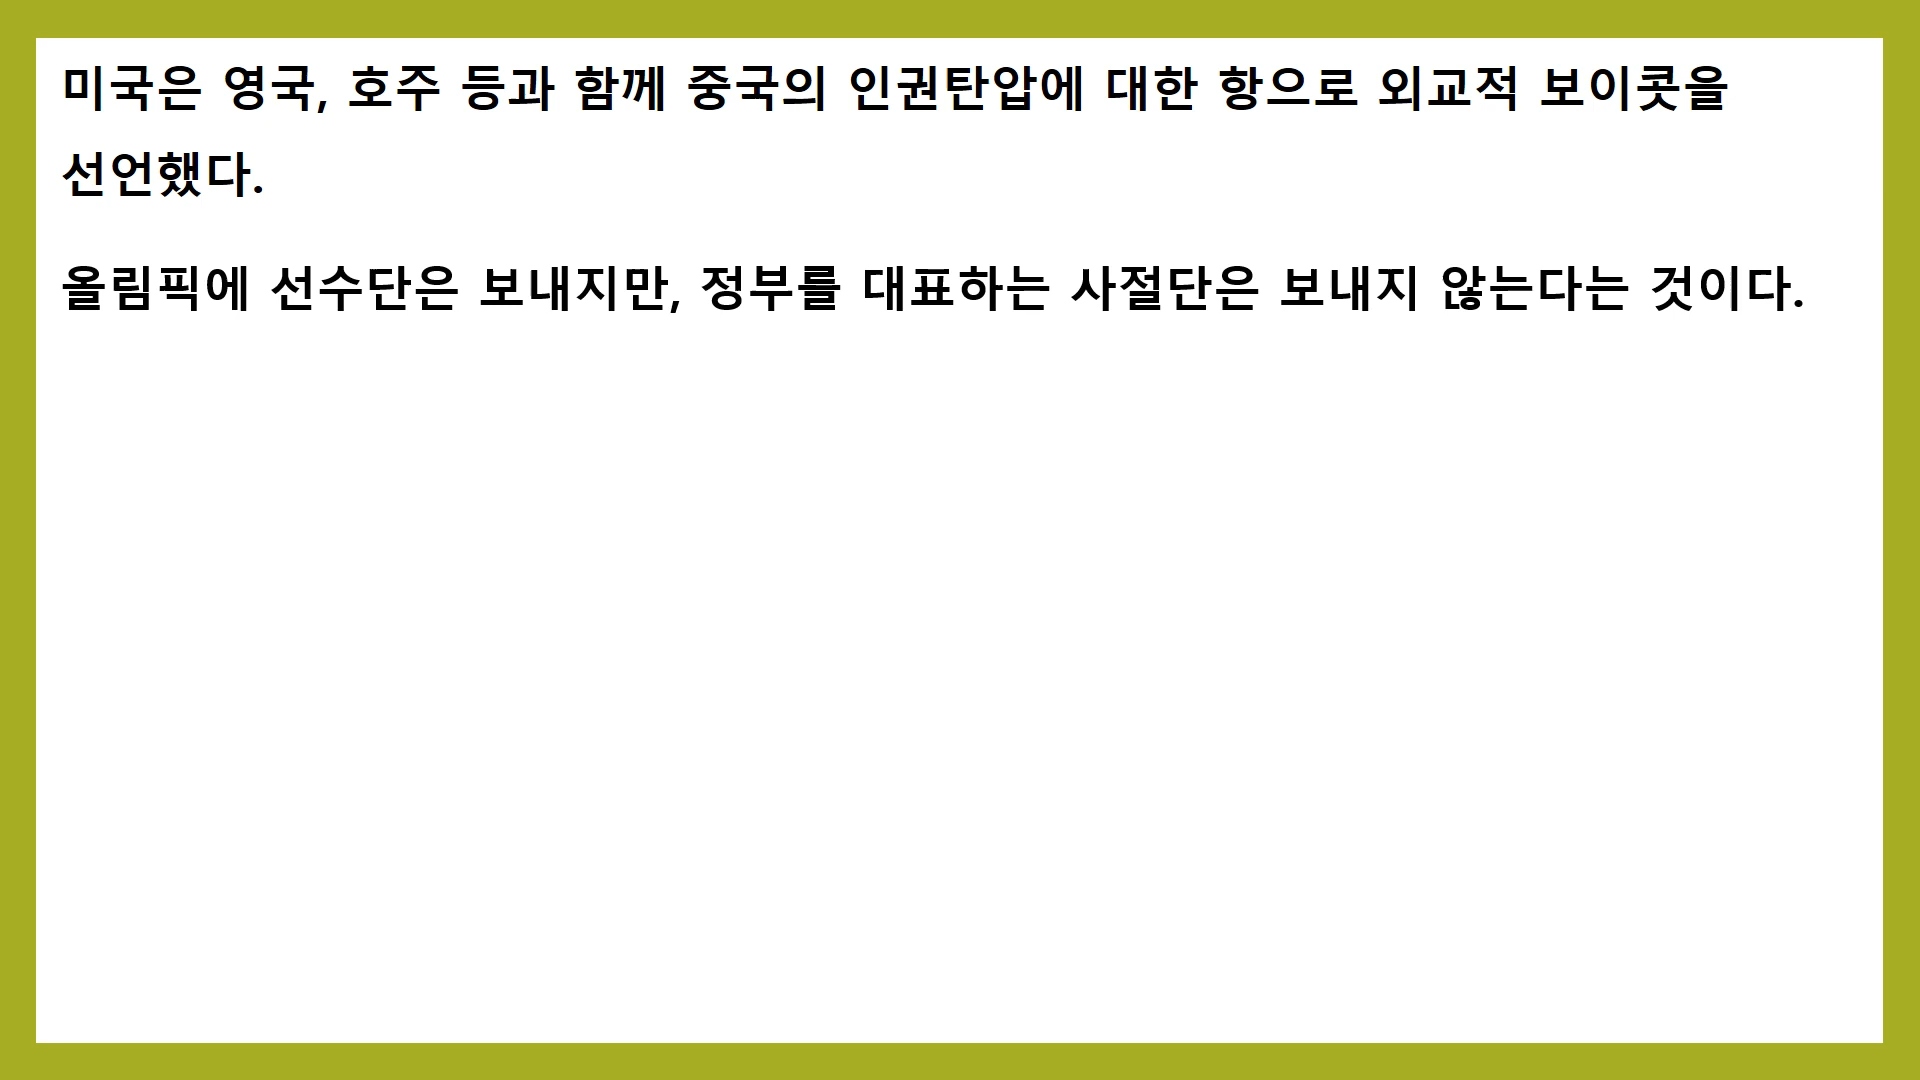 미국은 영국, 호주 등과 함께 중국의 인권탄압에 대한 항으로 외교적 보이콧을
선언했다.
올림픽에 선수단은 보내지만, 정부를 대표하는 사절단은 보내지 않는다는 것이다.